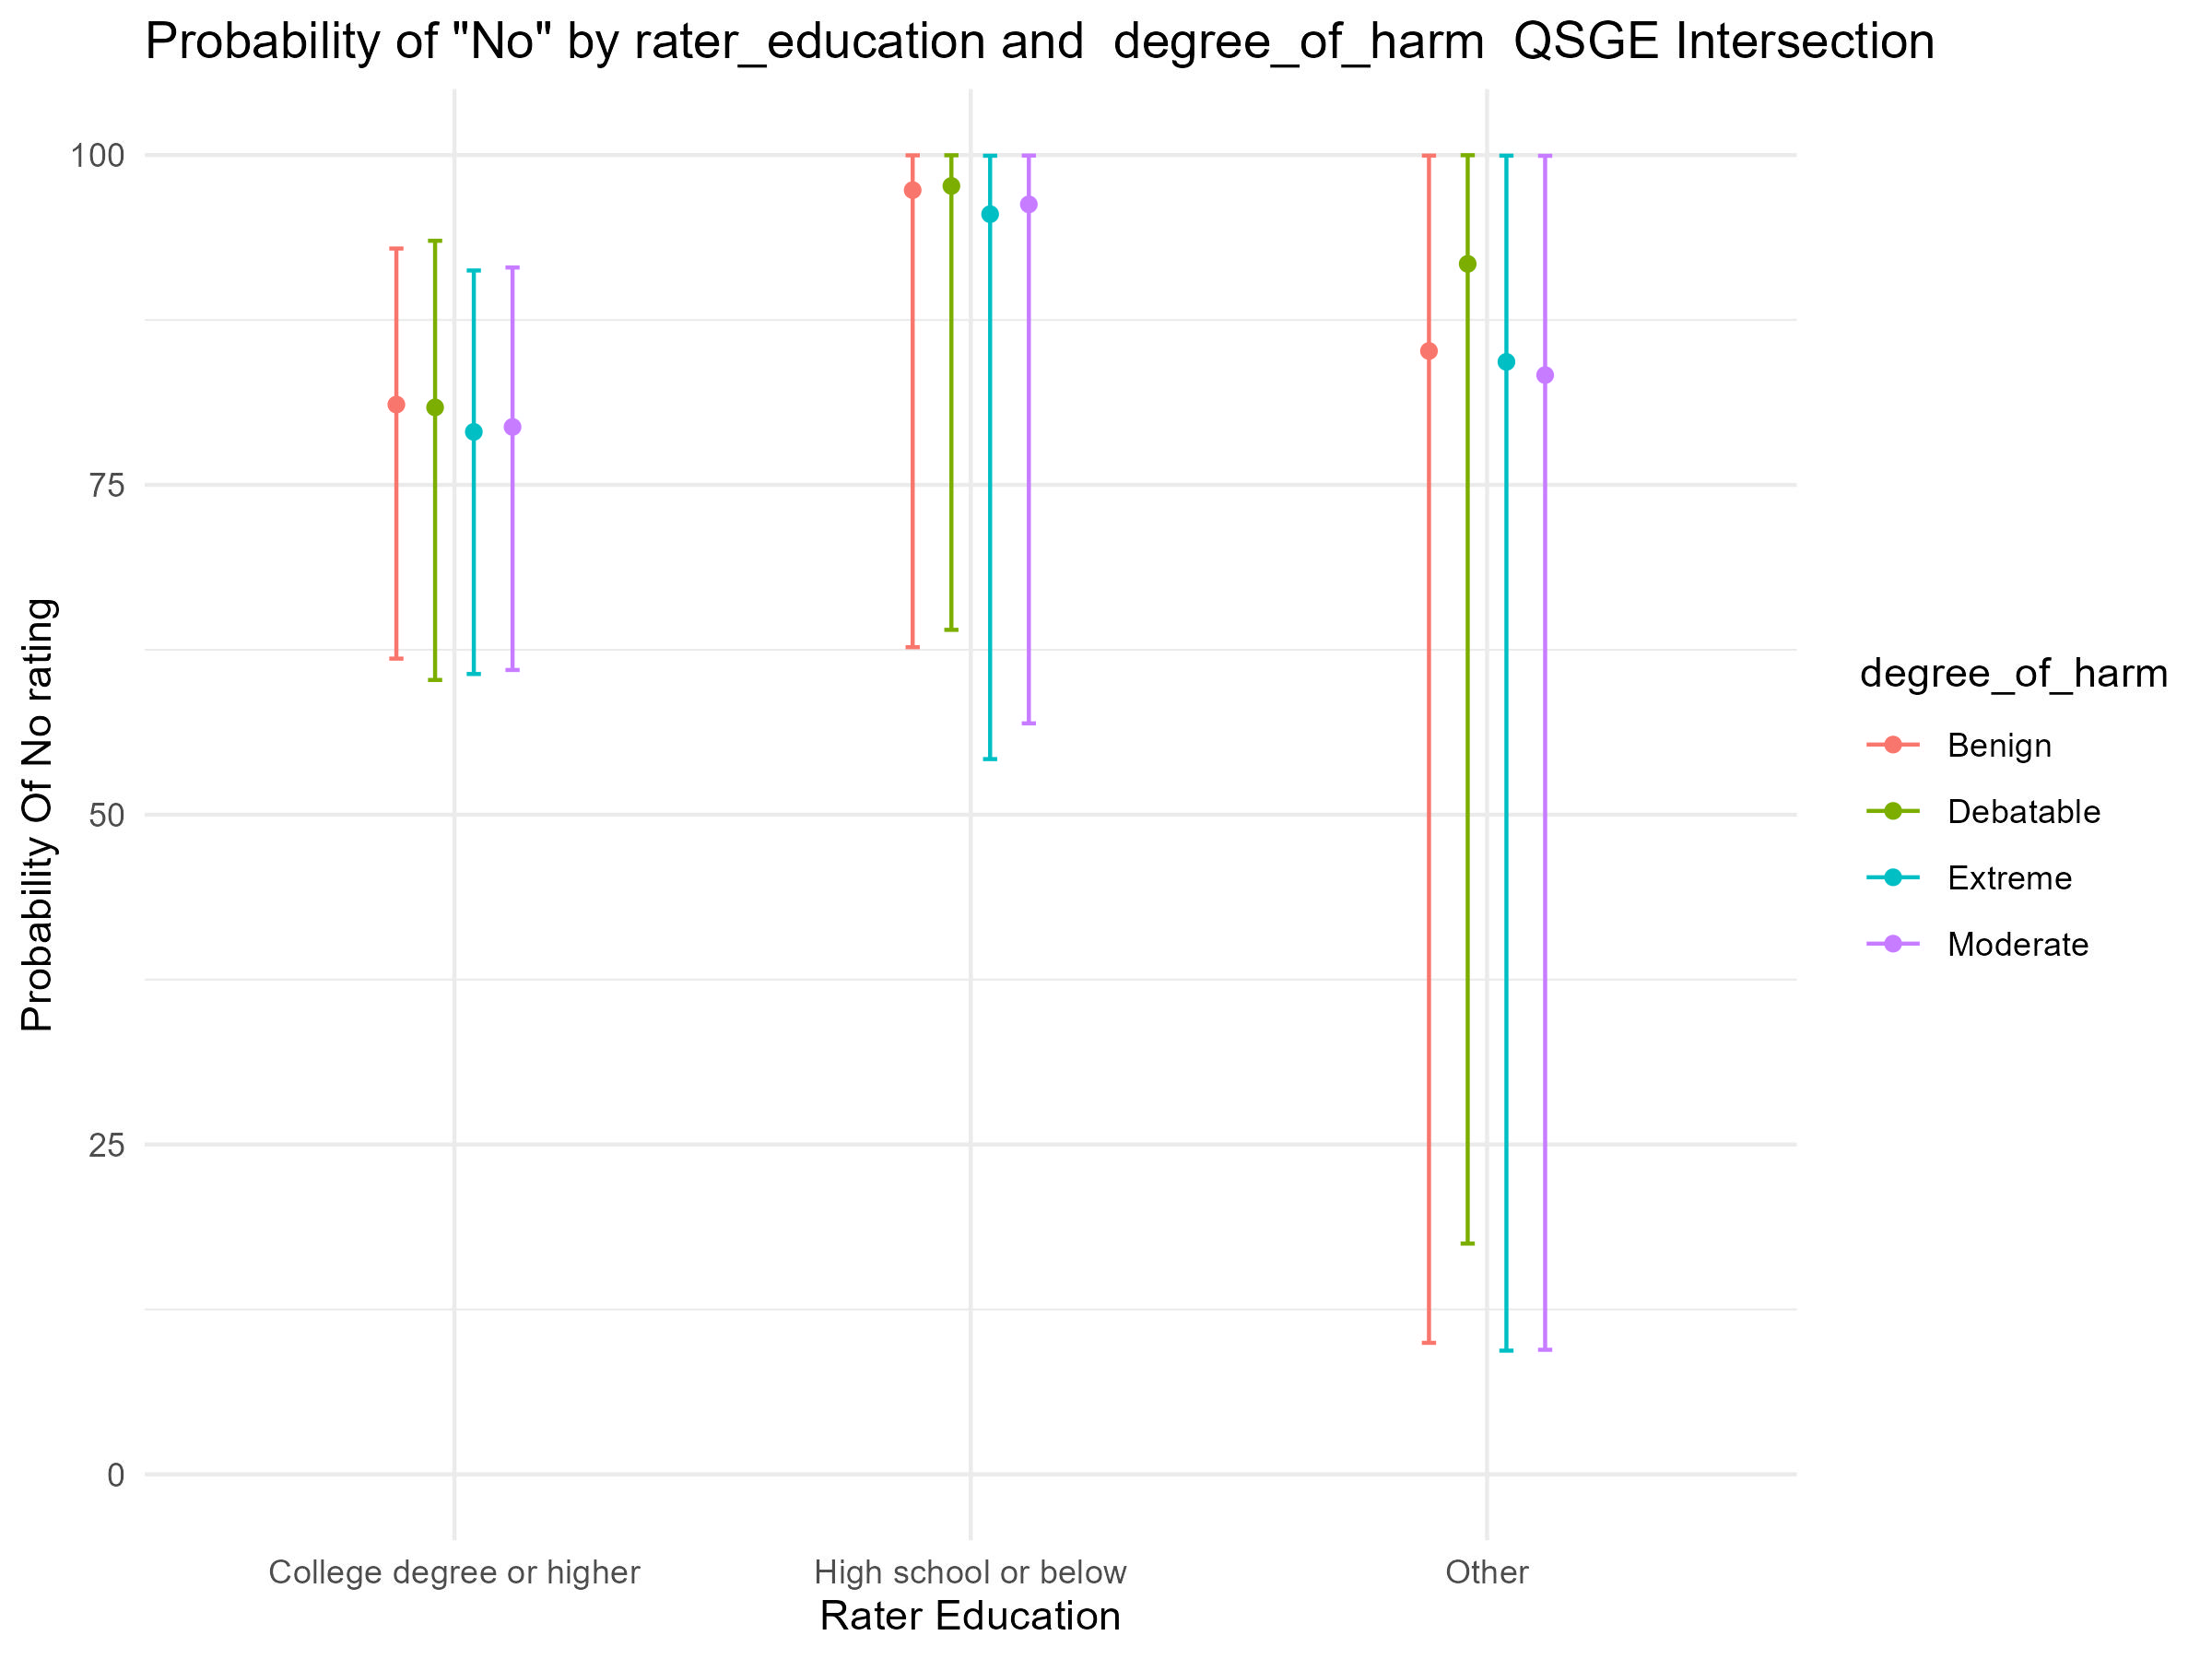 Probability of "No" by rater_education and  degree_of_harm  QSGE Intersection
100
75
50
25
0
Probability Of No rating
College degree or higher
High school or below
Other
Rater Education
degree_of_harm
Benign
Debatable
Extreme
Moderate